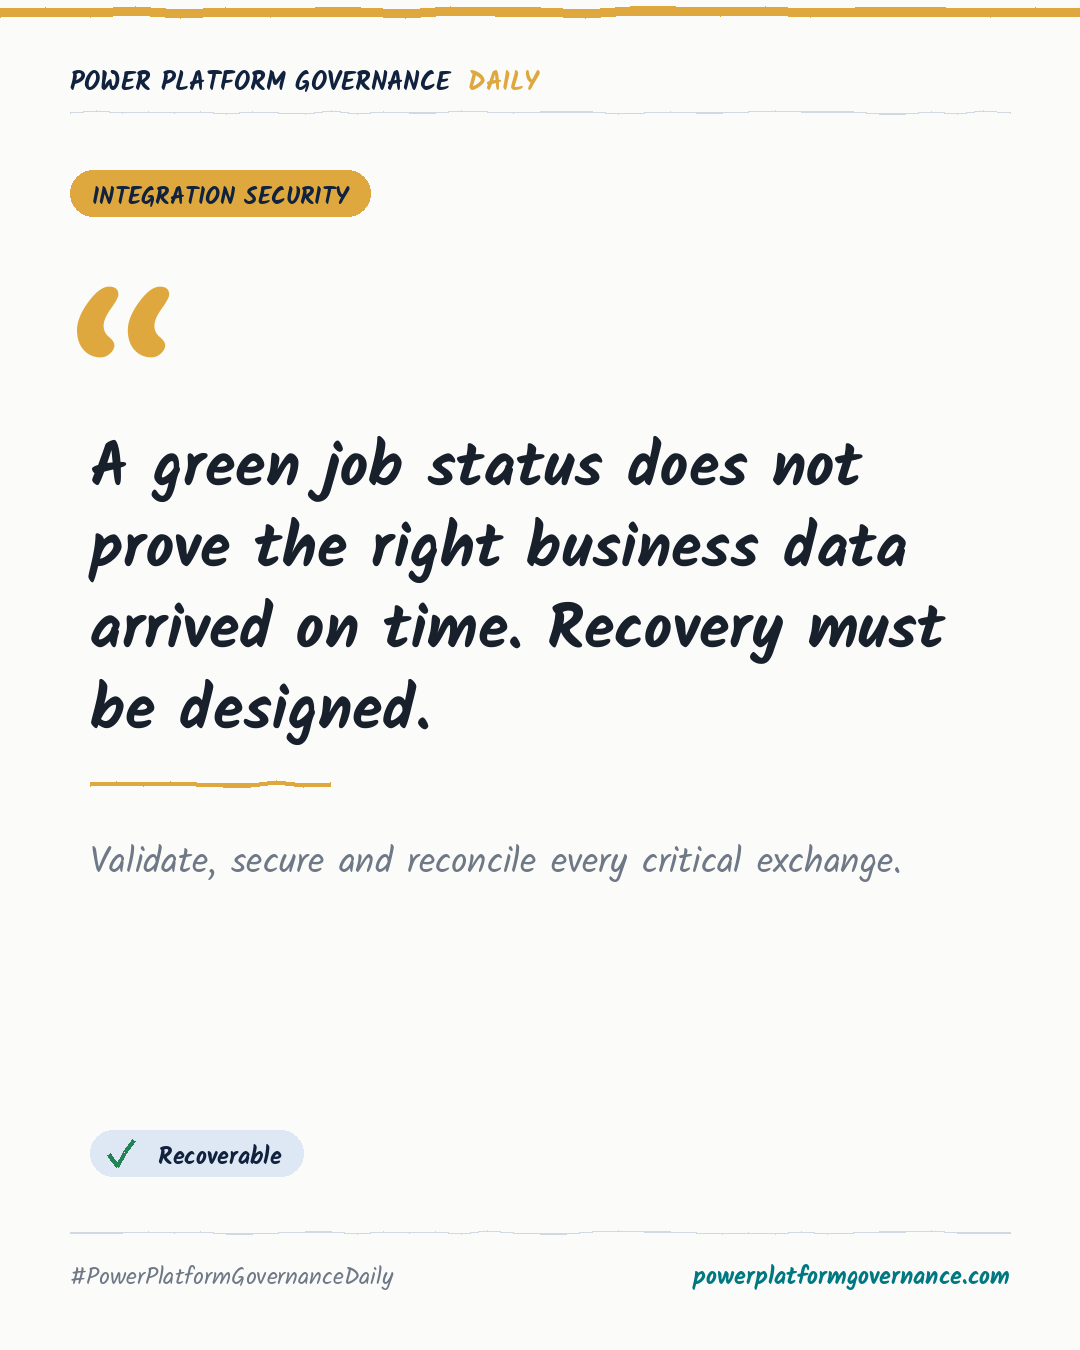 POWER PLATFORM GOVERNANCE DAILY
INTEGRATION SECURITY
“
A green job status does not
prove the right business data
arrived on time. Recovery must
be designed.
Validate, secure and reconcile every critical exchange.
✓ Recoverable
#PowerPlatformGovernanceDaily powerplatformgovernance.com